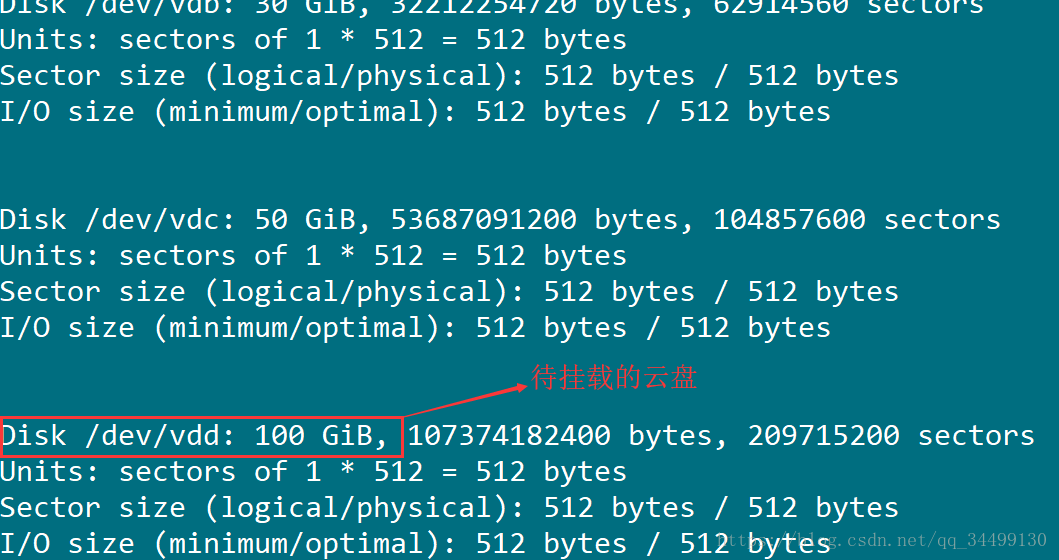 Disk /dev/vdb: 30 GiB, 32212254720 bytes, 62914560 sectors
Units: sectors of 1 * 512 = 512 bytes
Sector size (logical/physical): 512 bytes / 512 bytes
I/O size (minimum/optimal): 512 bytes / 512 bytes
Disk /dev/vdc: 50 GiB, 53687091200 bytes, 104857600 sectors
Units: sectors of 1 * 512 = 512 bytes
Sector size (logical/physical): 512 bytes / 512 bytes
I/O size (minimum/optimal): 512 bytes / 512 bytes
待挂载的云盘
Disk /dev/vdd: 100 GiB, 107374182400 bytes, 209715200 sectors
Units: sectors of 1 * 512 = 512 bytes
Sector size (logical/physical): 512 bytes / 512 bytes
I/O size (minimum/optimal): 512 bytes / 512 bytes
https://blog.csdn.net/qq_34499130